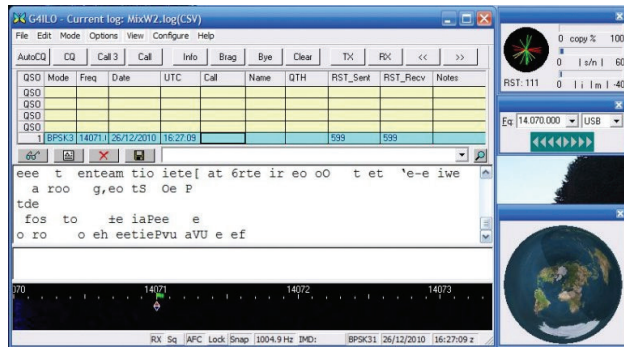 G4ILO - Current log: MixW2.log(CSV)
File Edit Mode Options View Configure Help
AutoCQ CQ Call 3 Call Info Brag Bye Clear TX RX << >>
QSO Mode Freq Date UTC Call Name QTH RST_Sent RST_Recv Notes
QSO
QSO
QSO
QSO
1 BPSK3 14071.( 26/12/2010 16:27:09 599 599
eee t enteam tio iete[ at 6rte ir eo oO t et `e-e iwe
a roo g,eo tS Oe P
tde
fos to ±e iaPee e
o ro o eh eetiePvu aVU e ef
070 14071 14072 14073
RX Sq AFC Lock Snap 1004.9 Hz IMD: BPSK31 26/12/2010 16:27:09 z
0 copy % 100
0 | s/n | 60
RST: 111 0 | i | m | -40
Fq: 14.070.000 USB